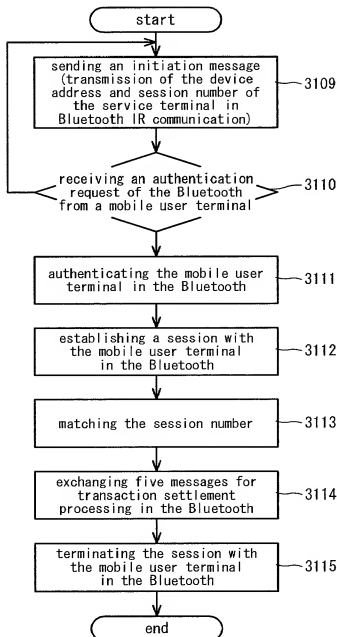 start
sending an initiation message
(transmission of the device
address and session number of
the service terminal in
Bluetooth IR communication)
3109
receiving an authentication
request of the Bluetooth
from a mobile user terminal
3110
authenticating the mobile user
terminal in the Bluetooth
3111
establishing a session with
the mobile user terminal
in the Bluetooth
3112
matching the session number
3113
exchanging five messages for
transaction settlement
processing in the Bluetooth
3114
terminating the session with
the mobile user terminal
in the Bluetooth
3115
end